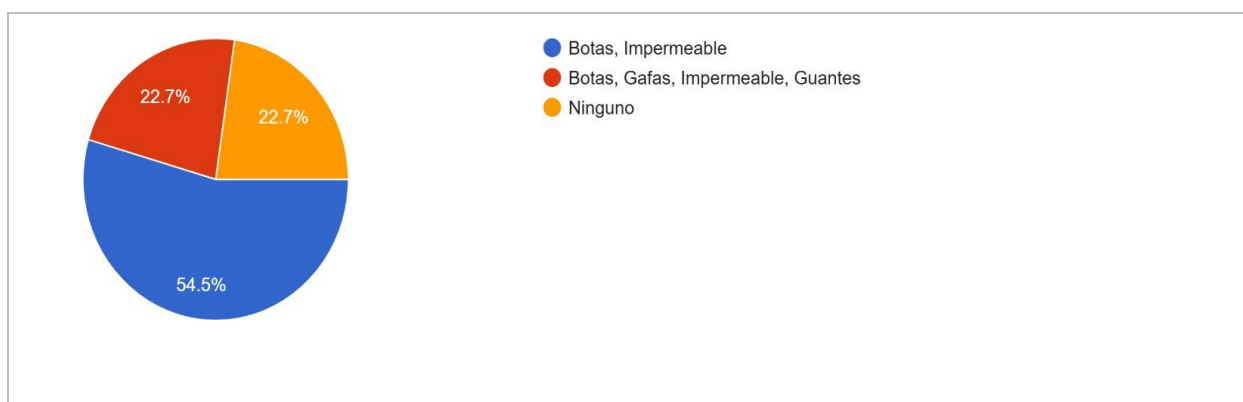 Botas, Impermeable
Botas, Gafas, Impermeable, Guantes
Ninguno
22.7%
22.7%
54.5%